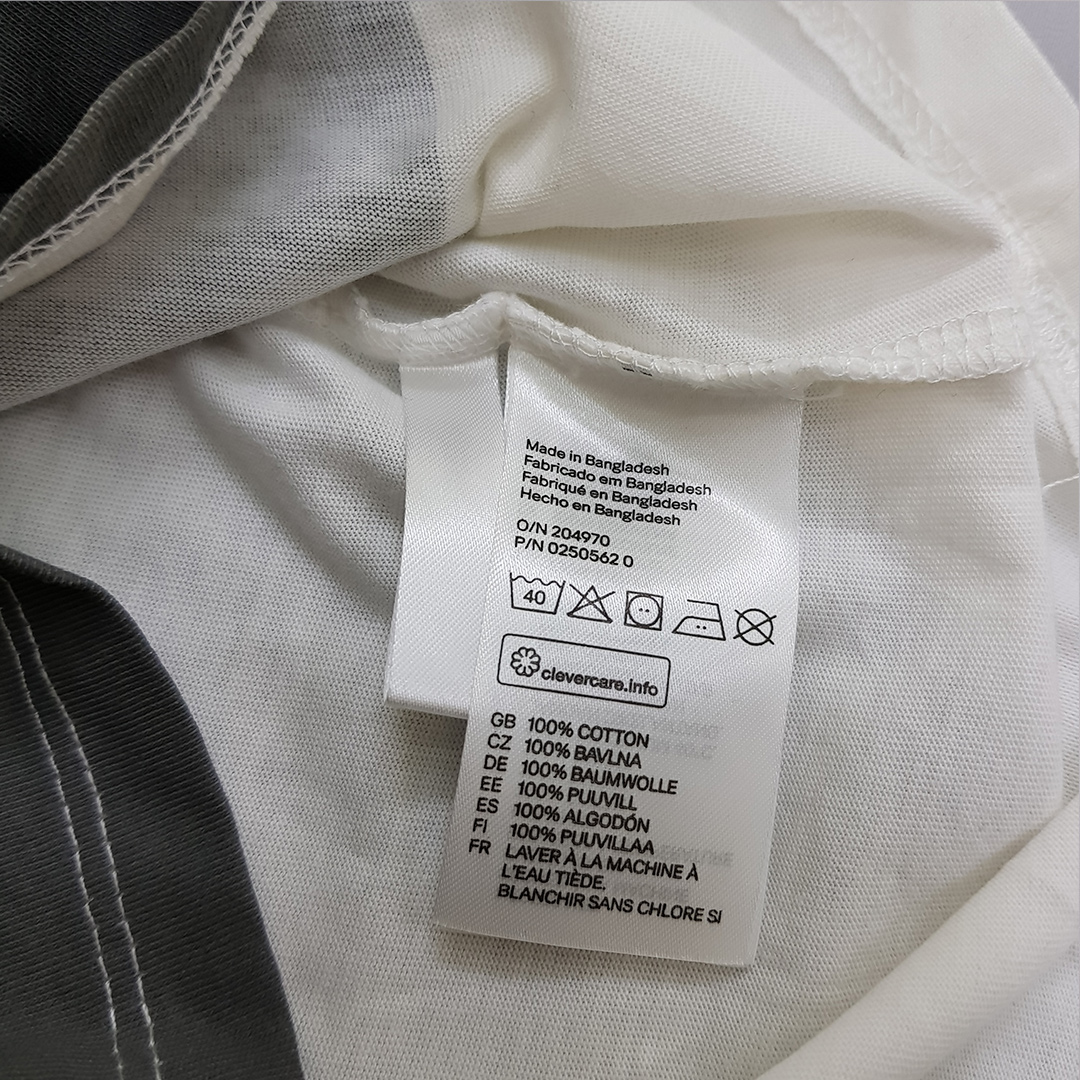 Made in Bangladesh
Fabricado em Bangladesh
Fabriqué en Bangladesh
Hecho en Bangladesh
O/N 204970
P/N 0250562 0
40
clevercare.info
GB 100% COTTON
CZ 100% BAVLNA
DE 100% BAUMWOLLE
EE 100% PUUVILL
ES 100% ALGODÓN
FI 100% PUUVILLAA
FR LAVER À LA MACHINE À
L'EAU TIÈDE.
BLANCHIR SANS CHLORE SI